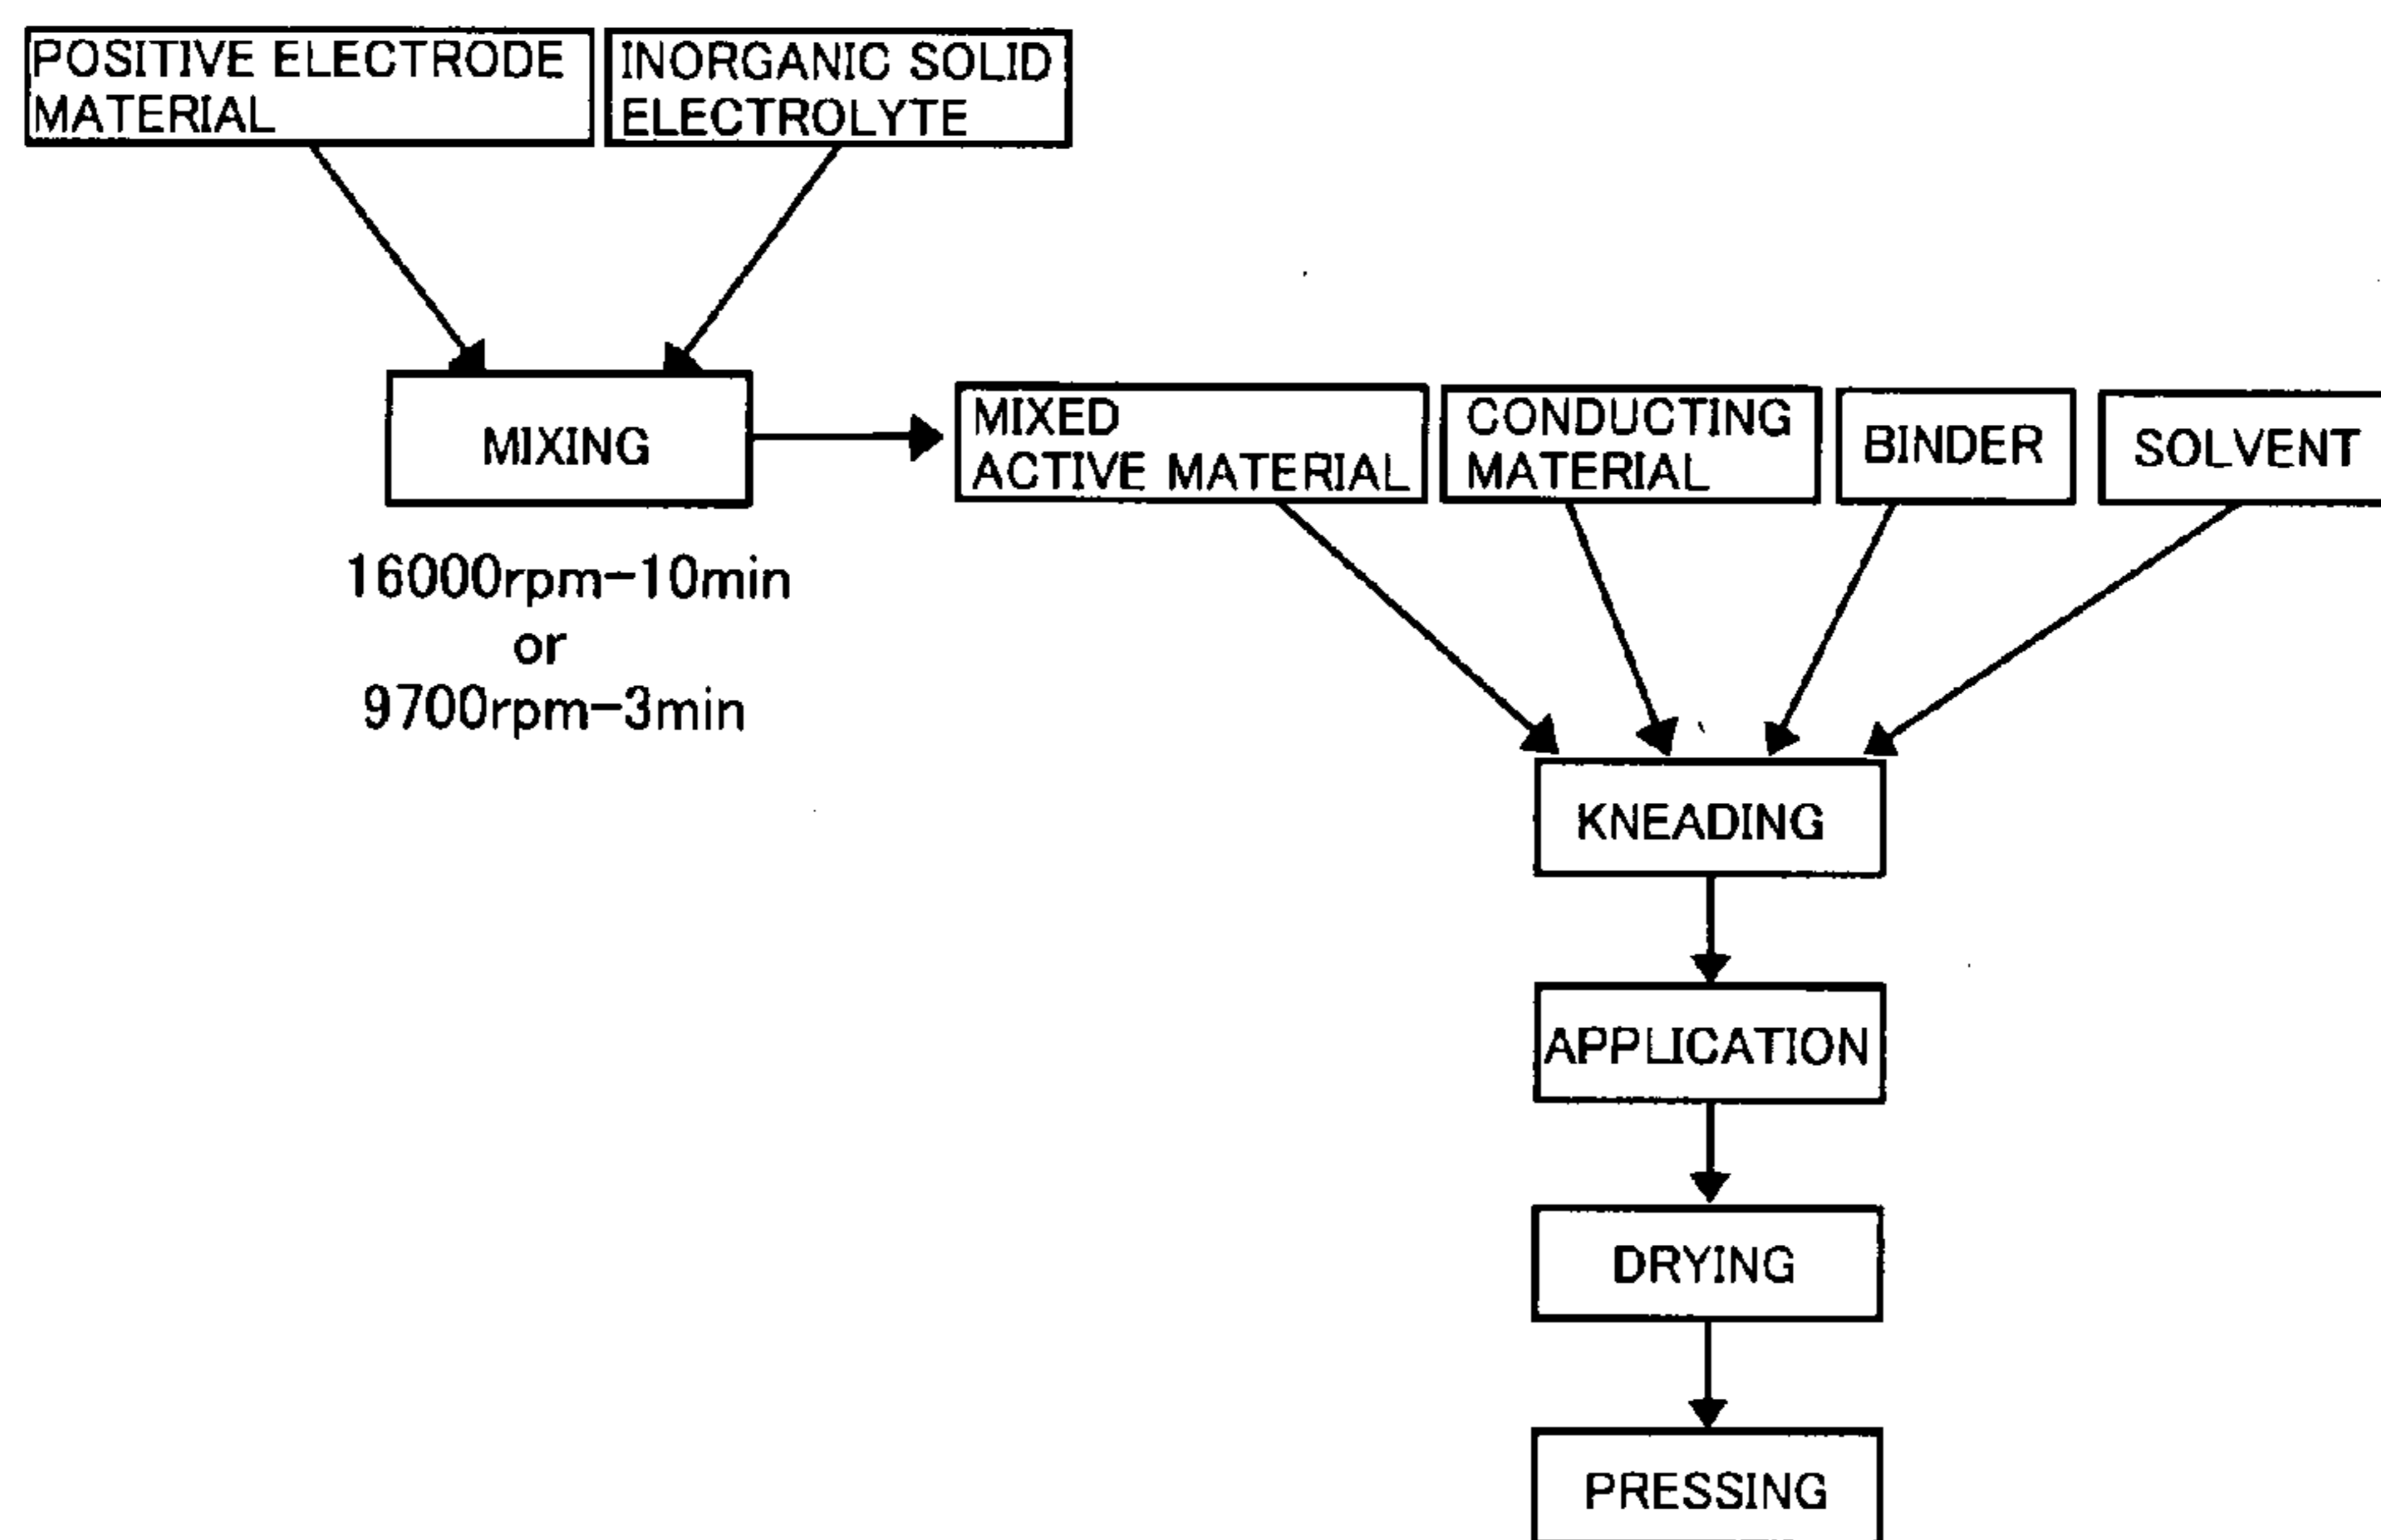 POSITIVE ELECTRODE
MATERIAL
INORGANIC SOLID
ELECTROLYTE
MIXING
16000rpm-10min
or
9700rpm-3min
MIXED
ACTIVE MATERIAL
CONDUCTING
MATERIAL
BINDER
SOLVENT
KNEADING
APPLICATION
DRYING
PRESSING